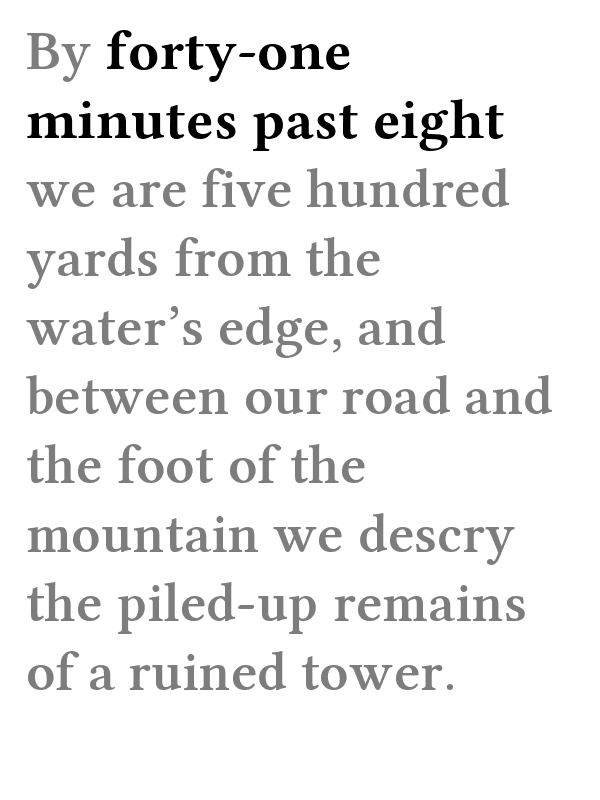 By forty-one
minutes past eight
we are five hundred
yards from the
water’s edge, and
between our road and
the foot of the
mountain we descry
the piled-up remains
of a ruined tower.